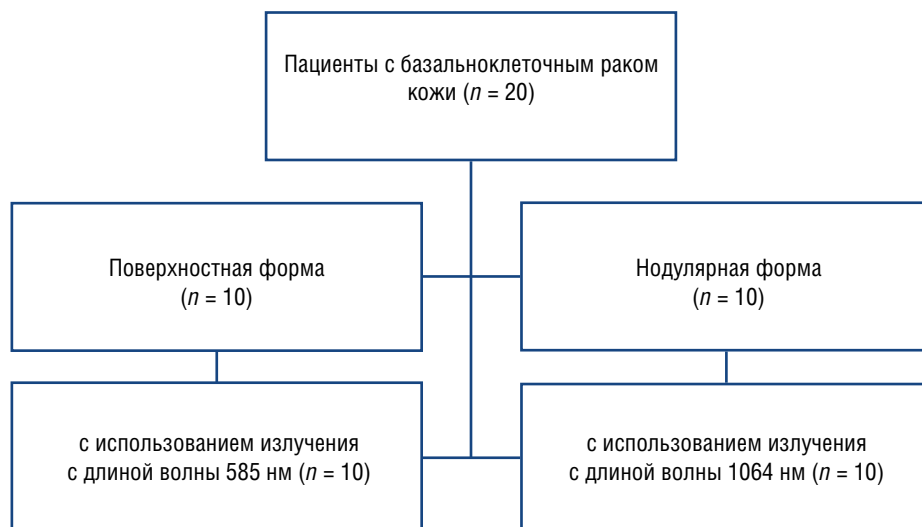 Пациенты с базальноклеточным раком
кожи (n = 20)
Поверхностная форма
(n = 10)
Нодулярная форма
(n = 10)
с использованием излучения
с длиной волны 585 нм (n = 10)
с использованием излучения
с длиной волны 1064 нм (n = 10)